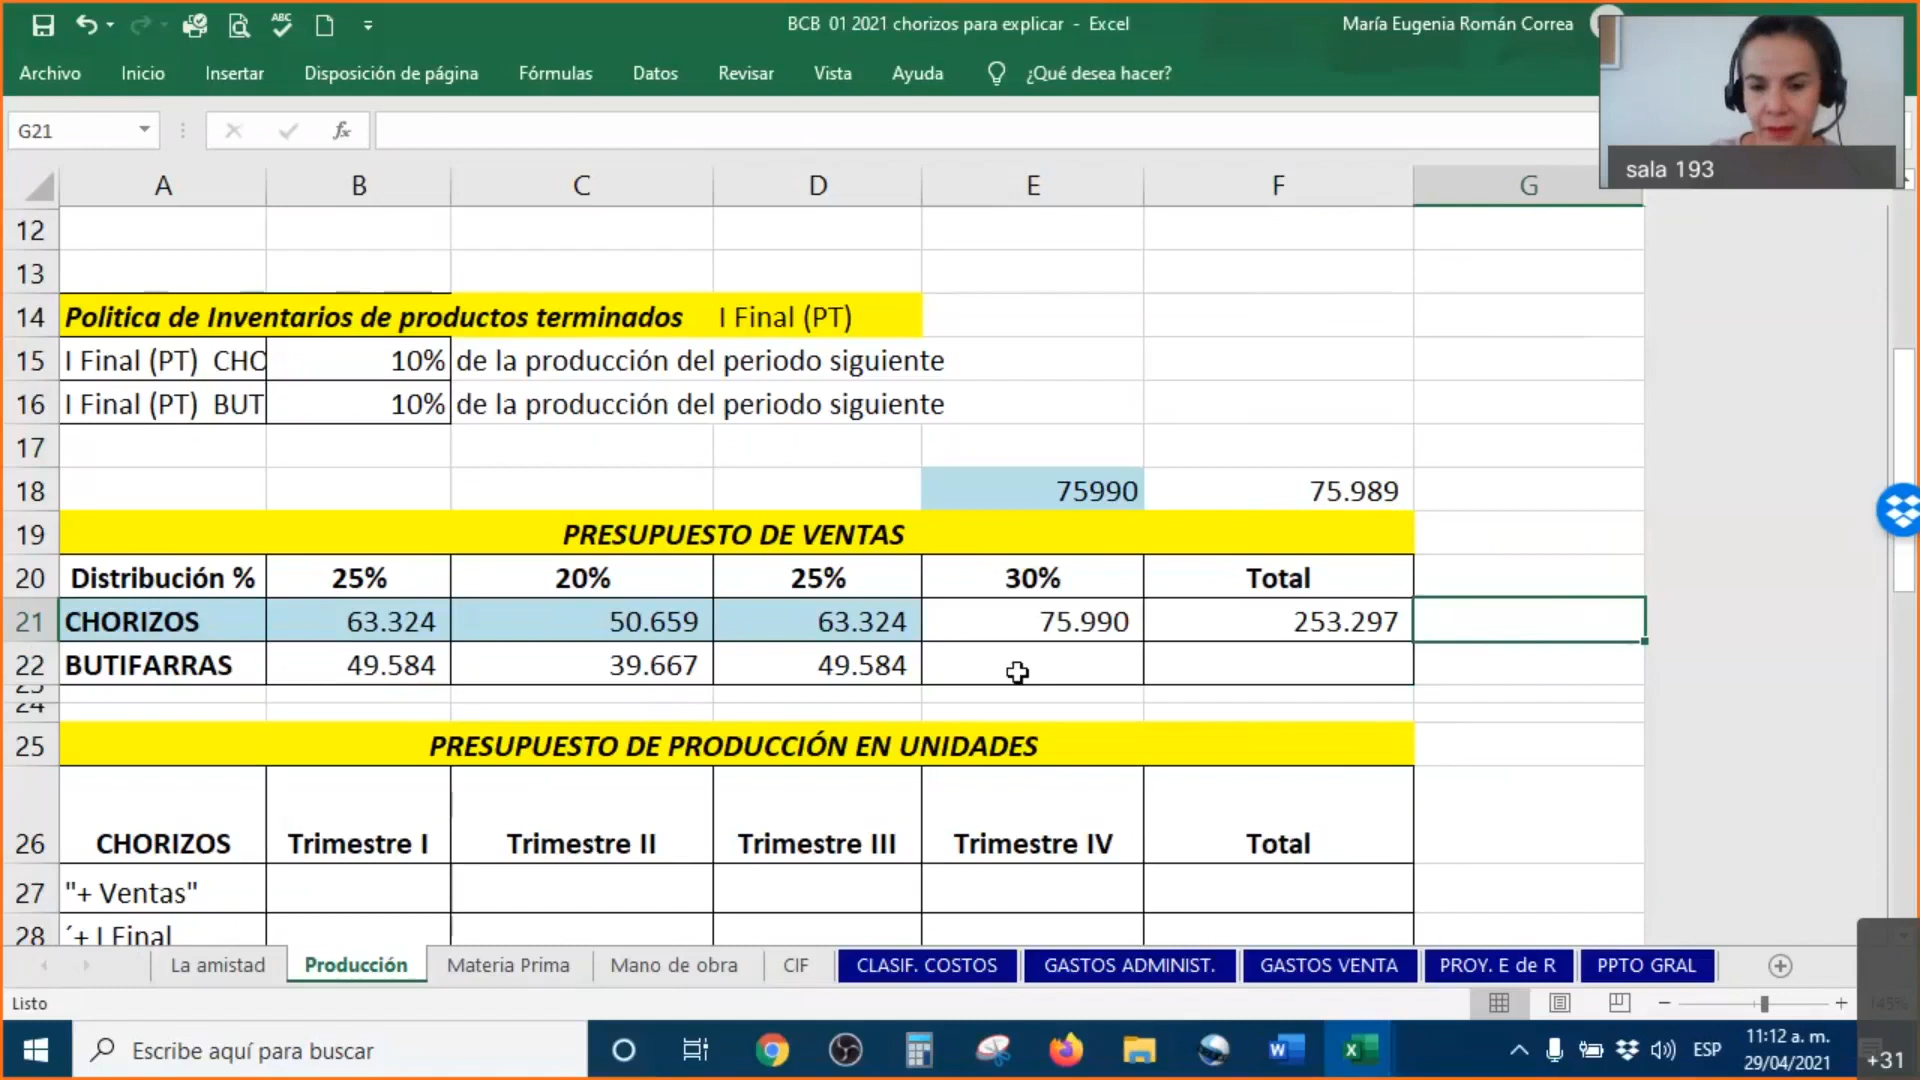 BCB 01 2021 chorizos para explicar - Excel
María Eugenia Román Correa
ABC
Archivo Inicio Insertar Disposición de página Fórmulas Datos Revisar Vista Ayuda ¿Qué desea hacer?
sala 193
G21 fx
A B C D E F G
12
13
14 Politica de Inventarios de productos terminados I Final (PT)
15 I Final (PT) CHO 10% de la producción del periodo siguiente
16 I Final (PT) BUT 10% de la producción del periodo siguiente
17
18 75990 75.989
19 PRESUPUESTO DE VENTAS
20 Distribución % 25% 20% 25% 30% Total
21 CHORIZOS 63.324 50.659 63.324 75.990 253.297
22 BUTIFARRAS 49.584 39.667 49.584
23
24
25 PRESUPUESTO DE PRODUCCIÓN EN UNIDADES
26 CHORIZOS Trimestre I Trimestre II Trimestre III Trimestre IV Total
27 "+ Ventas"
28 ´+ I Final
La amistad Producción Materia Prima Mano de obra CIF CLASIF. COSTOS GASTOS ADMINIST. GASTOS VENTA PROY. E de R PPTO GRAL
Listo
Escribe aquí para buscar
ESP
11:12 a. m.
29/04/2021
+31